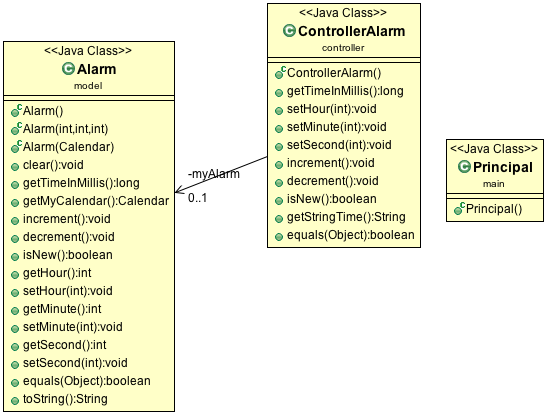 <<Java Class>>
Alarm
model
Alarm()
Alarm(int,int,int)
Alarm(Calendar)
clear():void
getTimeInMillis():long
getMyCalendar():Calendar
increment():void
decrement():void
isNew():boolean
getHour():int
setHour(int):void
getMinute():int
setMinute(int):void
getSecond():int
setSecond(int):void
equals(Object):boolean
toString():String
-myAlarm
0..1
<<Java Class>>
ControllerAlarm
controller
ControllerAlarm()
getTimeInMillis():long
setHour(int):void
setMinute(int):void
setSecond(int):void
increment():void
decrement():void
isNew():boolean
getStringTime():String
equals(Object):boolean
<<Java Class>>
Principal
main
Principal()